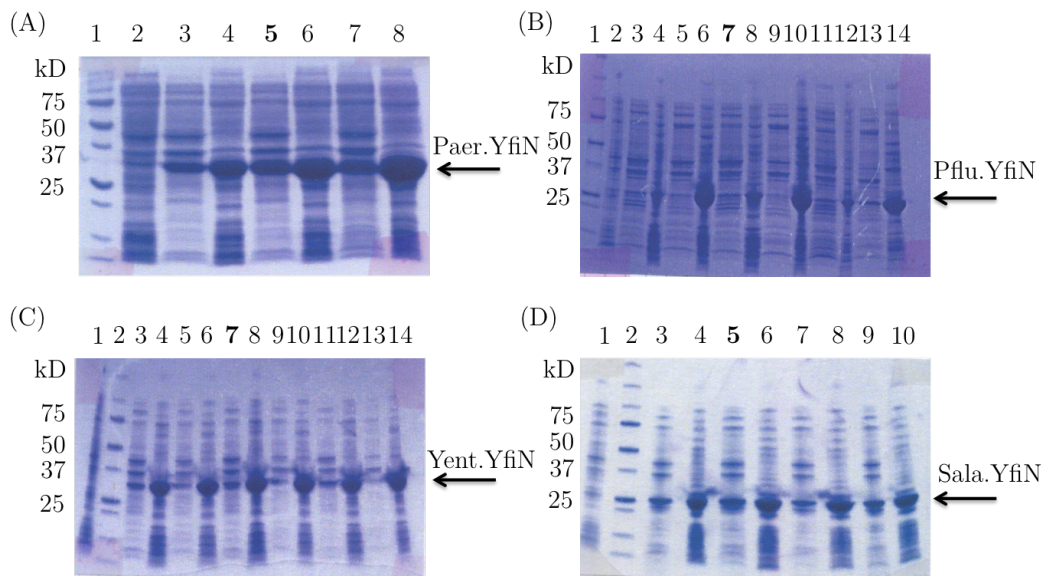 (A)
1 2 3 4 5 6 7 8
kD
75
50
37
25
Paer.YfiN
(B)
1 2 3 4 5 6 7 8 9 10 11 12 13 14
kD
75
50
37
25
Pflu.YfiN
(C)
1 2 3 4 5 6 7 8 9 10 11 12 13 14
kD
75
50
37
25
Yent.YfiN
(D)
1 2 3 4 5 6 7 8 9 10
kD
75
50
37
25
Sala.YfiN